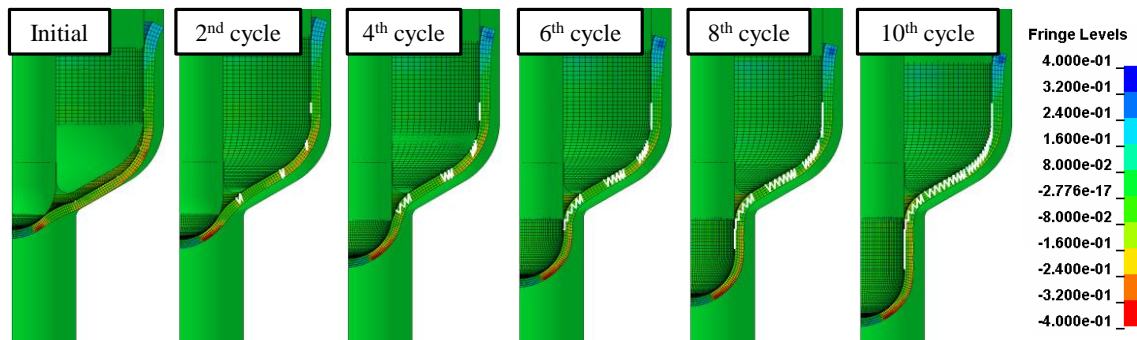 Initial
2nd cycle
4th cycle
6th cycle
8th cycle
10th cycle
Fringe Levels
4.000e-01
3.200e-01
2.400e-01
1.600e-01
8.000e-02
-2.776e-17
-8.000e-02
-1.600e-01
-2.400e-01
-3.200e-01
-4.000e-01